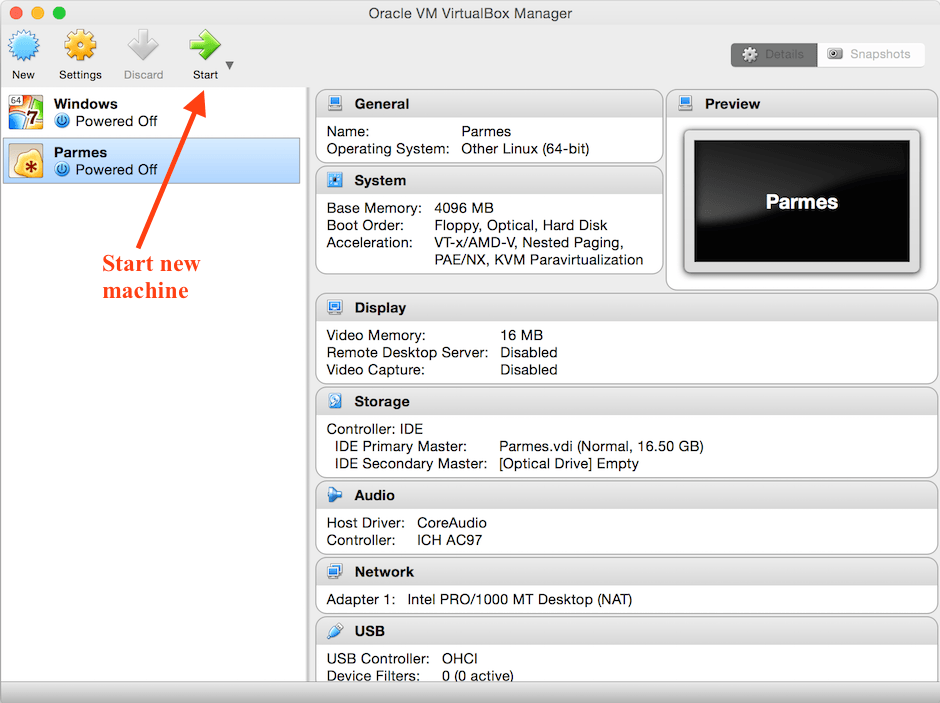 Oracle VM VirtualBox Manager
New
Settings
Discard
Start
Details
Snapshots
64
7
Windows
Powered Off
Parmes
Powered Off
Start new
machine
General
Name: Parmes
Operating System: Other Linux (64-bit)
Preview
Parmes
System
Base Memory: 4096 MB
Boot Order: Floppy, Optical, Hard Disk
Acceleration: VT-x/AMD-V, Nested Paging,
PAE/NX, KVM Paravirtualization
Display
Video Memory: 16 MB
Remote Desktop Server: Disabled
Video Capture: Disabled
Storage
Controller: IDE
IDE Primary Master: Parmes.vdi (Normal, 16.50 GB)
IDE Secondary Master: [Optical Drive] Empty
Audio
Host Driver: CoreAudio
Controller: ICH AC97
Network
Adapter 1: Intel PRO/1000 MT Desktop (NAT)
USB
USB Controller: OHCI
Device Filters: 0 (0 active)